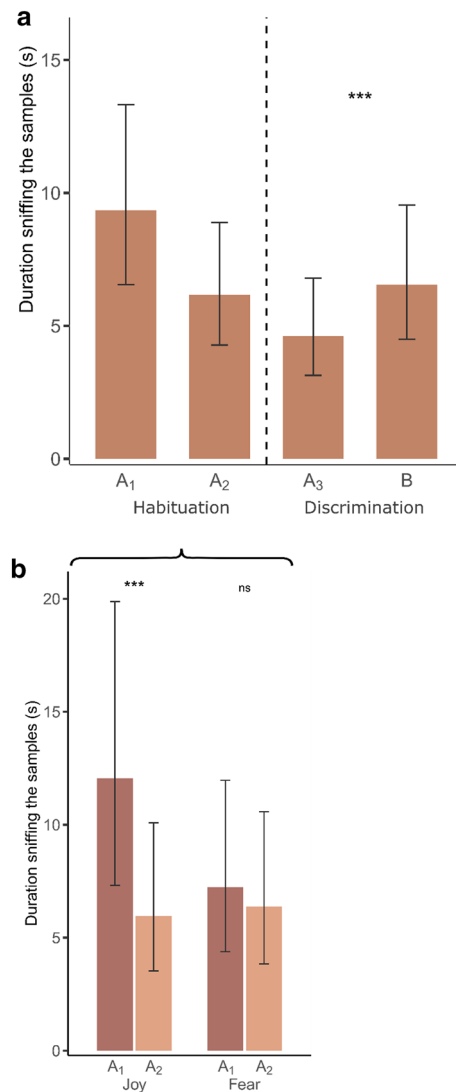 a
Duration sniffing the samples (s)
15
10
5
0
***
A₁ A₂ A₃ B
Habituation Discrimination
b
Duration sniffing the samples (s)
20
15
10
5
0
*** ns
A₁ A₂ A₁ A₂
Joy Fear